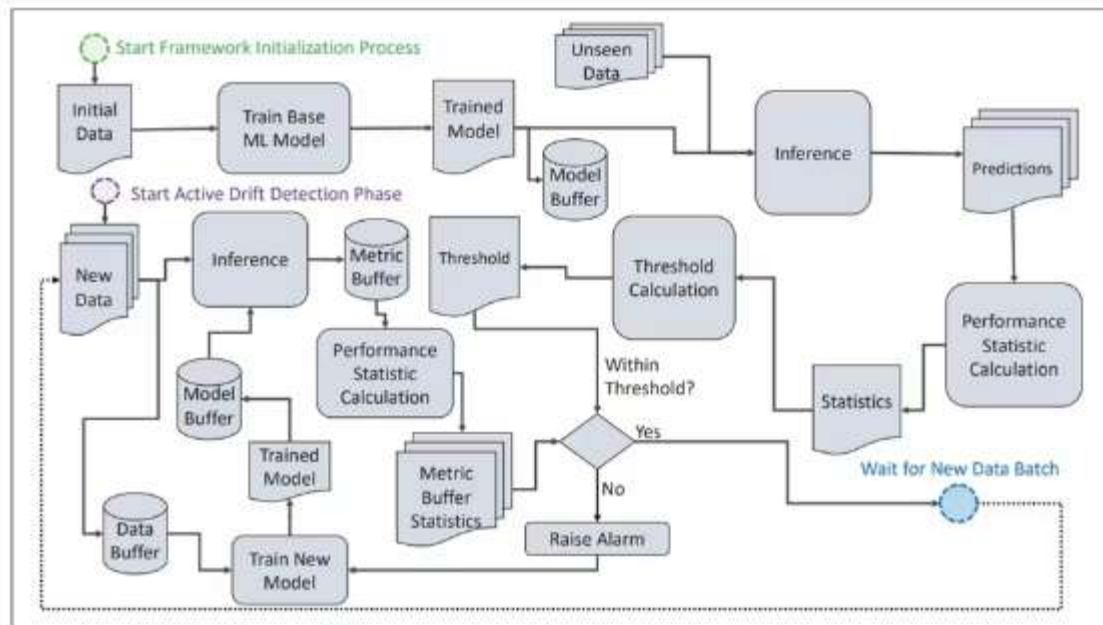 Start Framework Initialization Process
Unseen
Data
Initial
Data
Train Base
ML Model
Trained
Model
Model
Buffer
Inference
Predictions
Start Active Drift Detection Phase
New
Data
Inference
Metric
Buffer
Threshold
Threshold
Calculation
Performance
Statistic
Calculation
Performance
Statistic
Calculation
Within
Threshold?
Statistics
Model
Buffer
Yes
Trained
Model
Metric
Buffer
Statistics
Wait for New Data Batch
No
Data
Buffer
Train New
Model
Raise Alarm